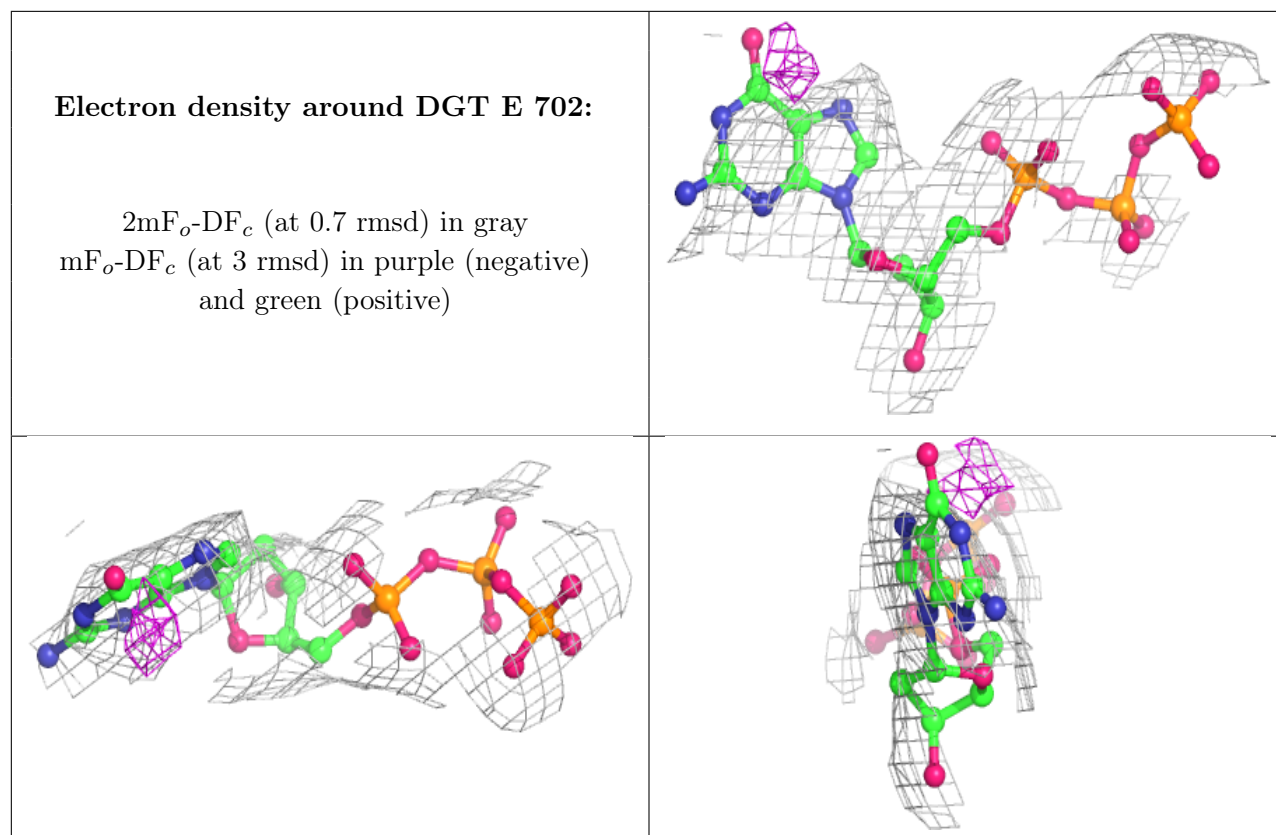 Electron density around DGT E 702:
2mFo-DFc (at 0.7 rmsd) in gray
mFo-DFc (at 3 rmsd) in purple (negative)
and green (positive)